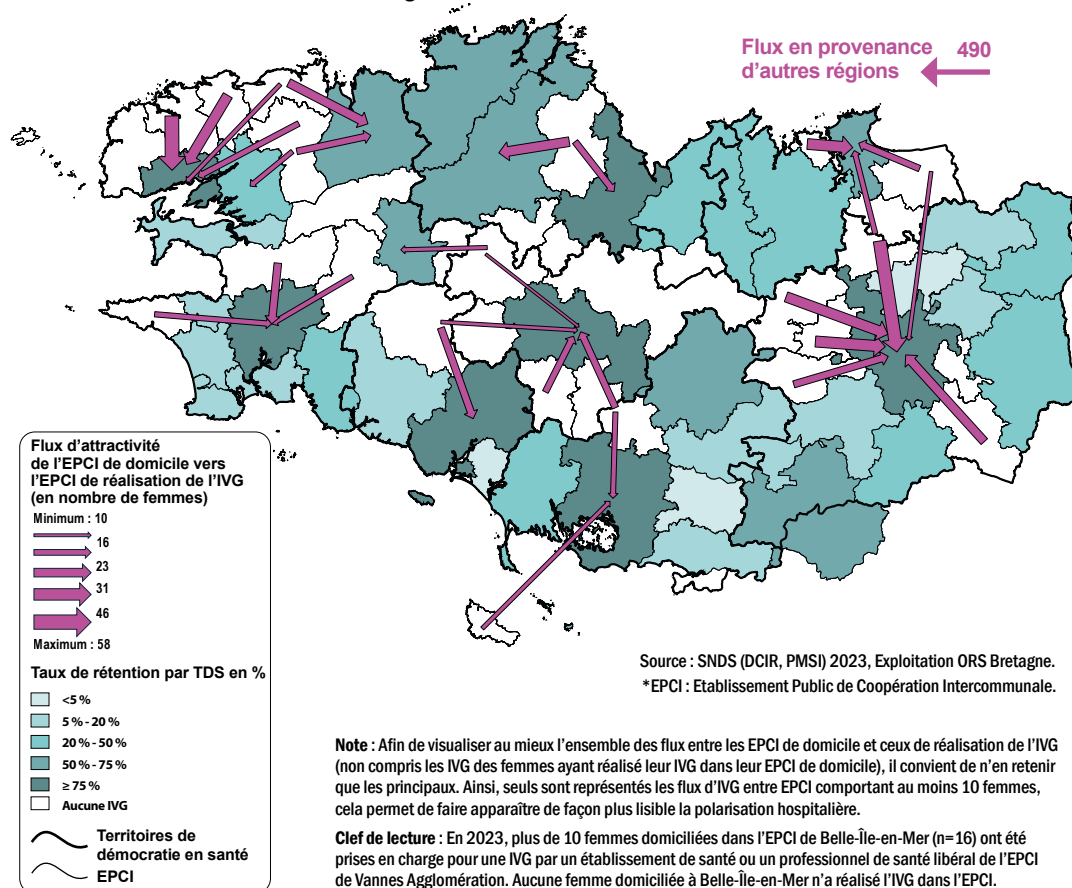 Flux en provenance 490
d'autres régions
Flux d'attractivité
de l'EPCI de domicile vers
l'EPCI de réalisation de l'IVG
(en nombre de femmes)
Minimum : 10
16
23
31
46
Maximum : 58
Taux de rétention par TDS en %
<5 %
5 % - 20 %
20 % - 50 %
50 % - 75 %
≥ 75 %
Aucune IVG
Territoires de
démocratie en santé
EPCI
Source : SNDS (DCIR, PMSI) 2023, Exploitation ORS Bretagne.
*EPCI : Etablissement Public de Coopération Intercommunale.
Note : Afin de visualiser au mieux l'ensemble des flux entre les EPCI de domicile et ceux de réalisation de l'IVG
(non compris les IVG des femmes ayant réalisé leur IVG dans leur EPCI de domicile), il convient de n'en retenir
que les principaux. Ainsi, seuls sont représentés les flux d'IVG entre EPCI comportant au moins 10 femmes,
cela permet de faire apparaître de façon plus lisible la polarisation hospitalière.
Clef de lecture : En 2023, plus de 10 femmes domiciliées dans l'EPCI de Belle-Île-en-Mer (n=16) ont été
prises en charge pour une IVG par un établissement de santé ou un professionnel de santé libéral de l'EPCI
de Vannes Agglomération. Aucune femme domiciliée à Belle-Île-en-Mer n'a réalisé l'IVG dans l'EPCI.